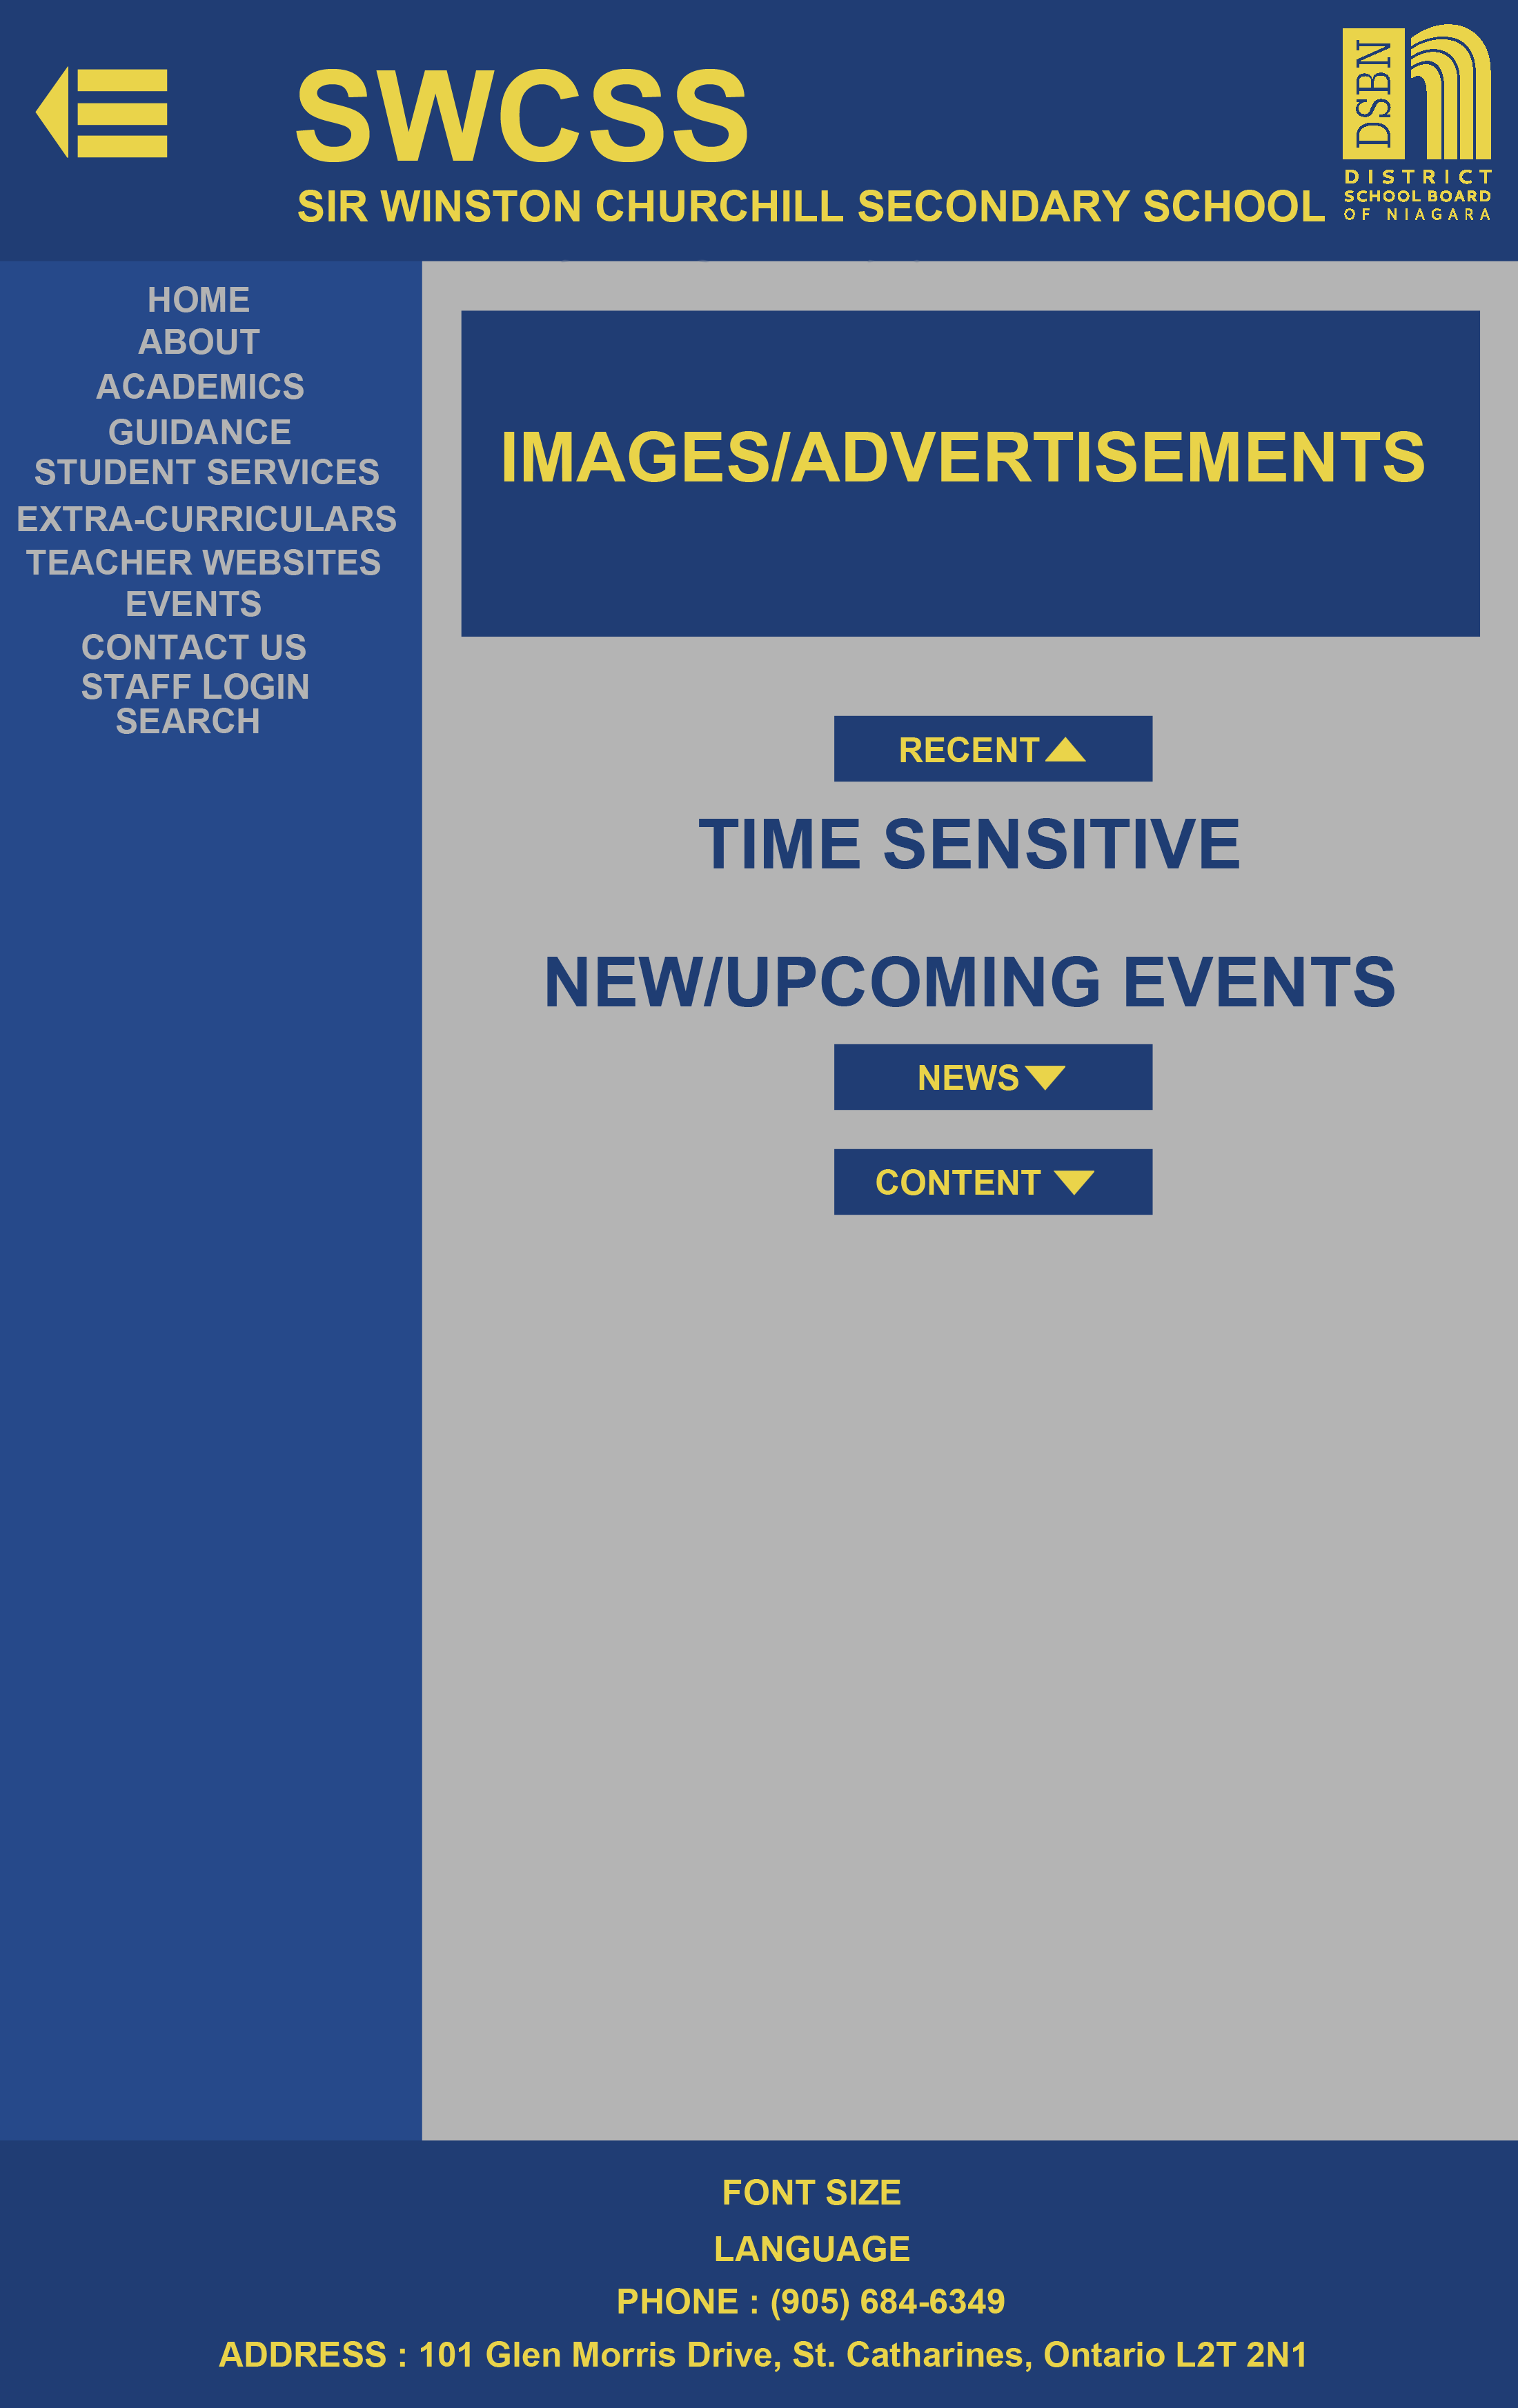 SWCSS
SIR WINSTON CHURCHILL SECONDARY SCHOOL
DSBN
DISTRICT
SCHOOL BOARD
OF NIAGARA
HOME
ABOUT
ACADEMICS
GUIDANCE
STUDENT SERVICES
EXTRA-CURRICULARS
TEACHER WEBSITES
EVENTS
CONTACT US
STAFF LOGIN
SEARCH
IMAGES/ADVERTISEMENTS
RECENT
TIME SENSITIVE
NEW/UPCOMING EVENTS
NEWS
CONTENT
FONT SIZE
LANGUAGE
PHONE : (905) 684-6349
ADDRESS : 101 Glen Morris Drive, St. Catharines, Ontario L2T 2N1